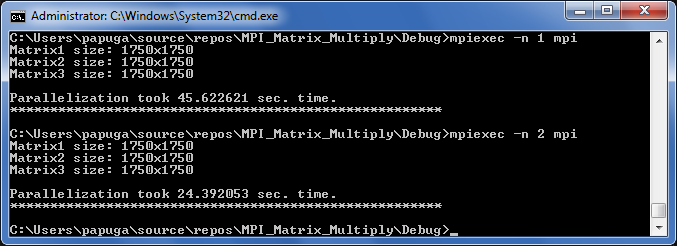 Administrator: C:\Windows\System32\cmd.exe
C:\Users\papuga\source\repos\MPI_Matrix_Multiply\Debug>mpiexec -n 1 mpi
Matrix1 size: 1750x1750
Matrix2 size: 1750x1750
Matrix3 size: 1750x1750
Parallelization took 45.622621 sec. time.
******************************************************
C:\Users\papuga\source\repos\MPI_Matrix_Multiply\Debug>mpiexec -n 2 mpi
Matrix1 size: 1750x1750
Matrix2 size: 1750x1750
Matrix3 size: 1750x1750
Parallelization took 24.392053 sec. time.
******************************************************
C:\Users\papuga\source\repos\MPI_Matrix_Multiply\Debug>_